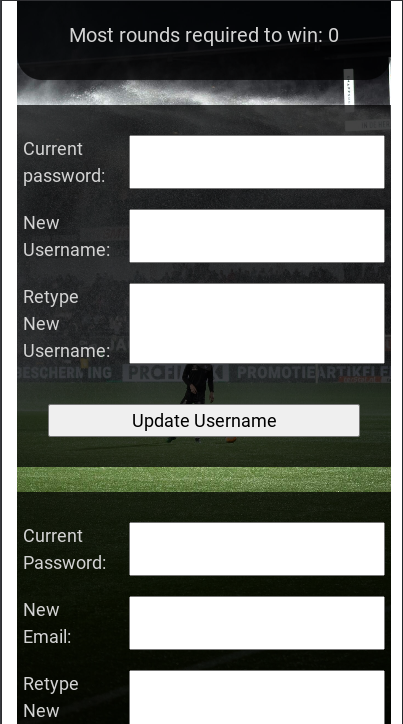 Most rounds required to win: 0
Current
password:
New
Username:
Retype
New
Username:
BESCHERMING PROFI PROMOTIEARTIKELE
Update Username
Current
Password:
New
Email:
Retype
New